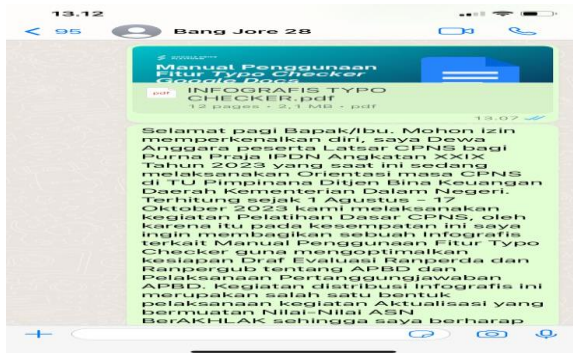 13.12
95
Bang Jore 28
Manual Penggunaan
Fitur Typo Checker
Google Docs
pdf
INFOGRAFIS TYPO
CHECKER.pdf
12 pages • 2,1 MB • pdf
13.07
Selamat pagi Bapak/Ibu. Mohon izin
memperkenalkan diri, saya Dewa
Anggara peserta Latsar CPNS bagi
Purna Praja IPDN Angkatan XXIX
Tahun 2023 yang saat ini sedang
melaksanakan Orientasi masa CPNS
di TU Pimpinana Ditjen Bina Keuangan
Daerah Kementerian Dalam Negeri.
Terhitung sejak 1 Agustus – 17
Oktober 2023 kami melaksanakan
kegiatan Pelatihan Dasar CPNS, oleh
karena itu pada kesempatan ini saya
ingin membagikan sebuah Infografis
terkait Manual Penggunaan Fitur Typo
Checker guna mengoptimalkan
kesiapan Draf Evaluasi Ranperda dan
Ranpergub tentang APBD dan
Pelaksanaan Pertanggungjawaban
APBD. Kegiatan distribusi Infografis ini
merupakan salah satu bentuk
pelaksanaan kegiatan Aktualisasi yang
bermuatan Nilai-Nilai ASN
BerAKHLAK sehingga saya berharap